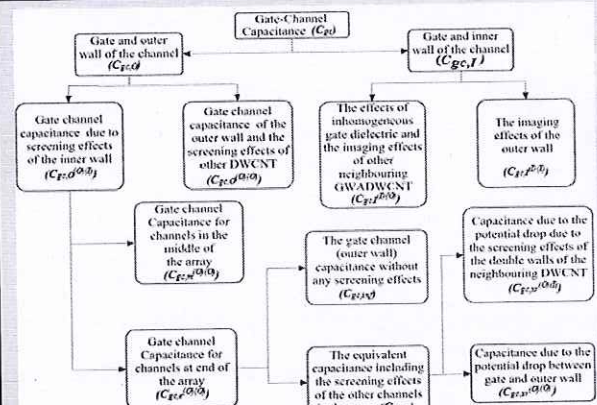 Gate-Channel
Capacitance (Cgc)
Gate and outer
wall of the channel
(Cgc,O)
Gate and inner
wall of the channel
(Cgc,I)
Gate channel
capacitance due to
screening effects
of the inner wall
Gate channel
capacitance of the
outer wall and the
screening effects of
other DWCNT
The effects of
inhomogeneous
gate dielectric and
the imaging effects
of other
neighbouring
GWADWCNT
The imaging
effects of the
outer wall
Gate channel
Capacitance for
channels in the
middle of
the array
The gate channel
(outer wall)
capacitance without
any screening effects
Capacitance due to the
potential drop due to
the screening effects of
the double walls of the
neighbouring DWCNT
Gate channel
Capacitance for
channels at end of
the array
The equivalent
capacitance including
the screening effects
of the other channels
Capacitance due to the
potential drop between
gate and outer wall